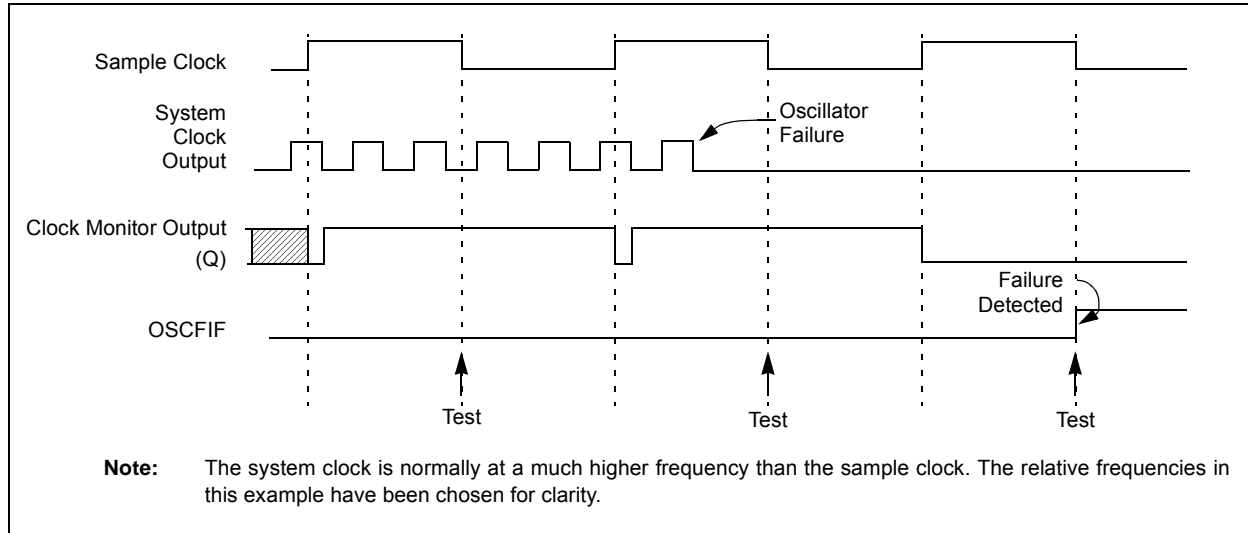 Sample Clock
System
Clock
Output
Oscillator
Failure
Clock Monitor Output
(Q)
Failure
Detected
OSCFIF
Test
Test
Test
Note: The system clock is normally at a much higher frequency than the sample clock. The relative frequencies in
this example have been chosen for clarity.